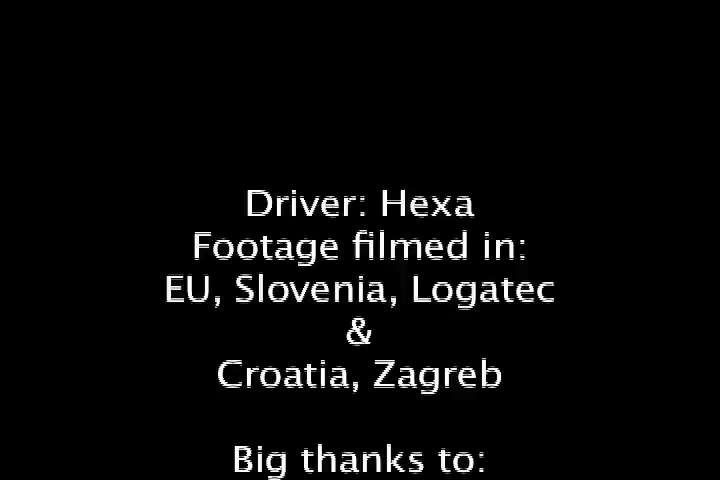 Driver: Hexa
Footage filmed in:
EU, Slovenia, Logatec
&
Croatia, Zagreb
Big thanks to: